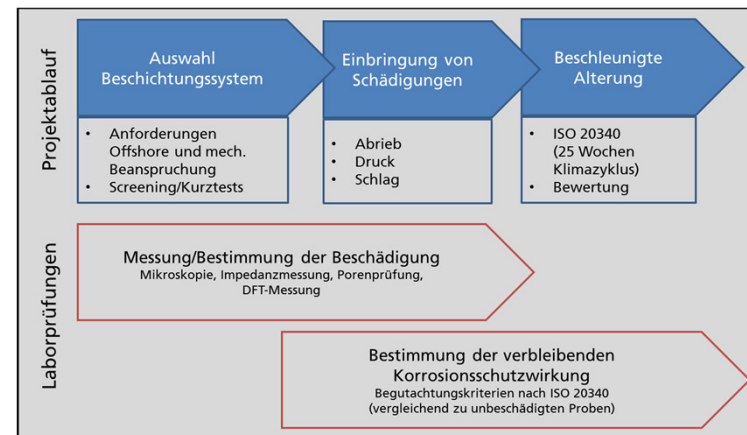 Projektablauf
Auswahl
Beschichtungssystem
Einbringung von
Schädigungen
Beschleunigte
Alterung
• Anforderungen
Offshore und mech.
Beanspruchung
• Screening/Kurztests
• Abrieb
• Druck
• Schlag
• ISO 20340
(25 Wochen
Klimazyklus)
• Bewertung
Laborprüfungen
Messung/Bestimmung der Beschädigung
Mikroskopie, Impedanzmessung, Porenprüfung,
DFT-Messung
Bestimmung der verbleibenden
Korrosionsschutzwirkung
Begutachtungskriterien nach ISO 20340
(vergleichend zu unbeschädigten Proben)